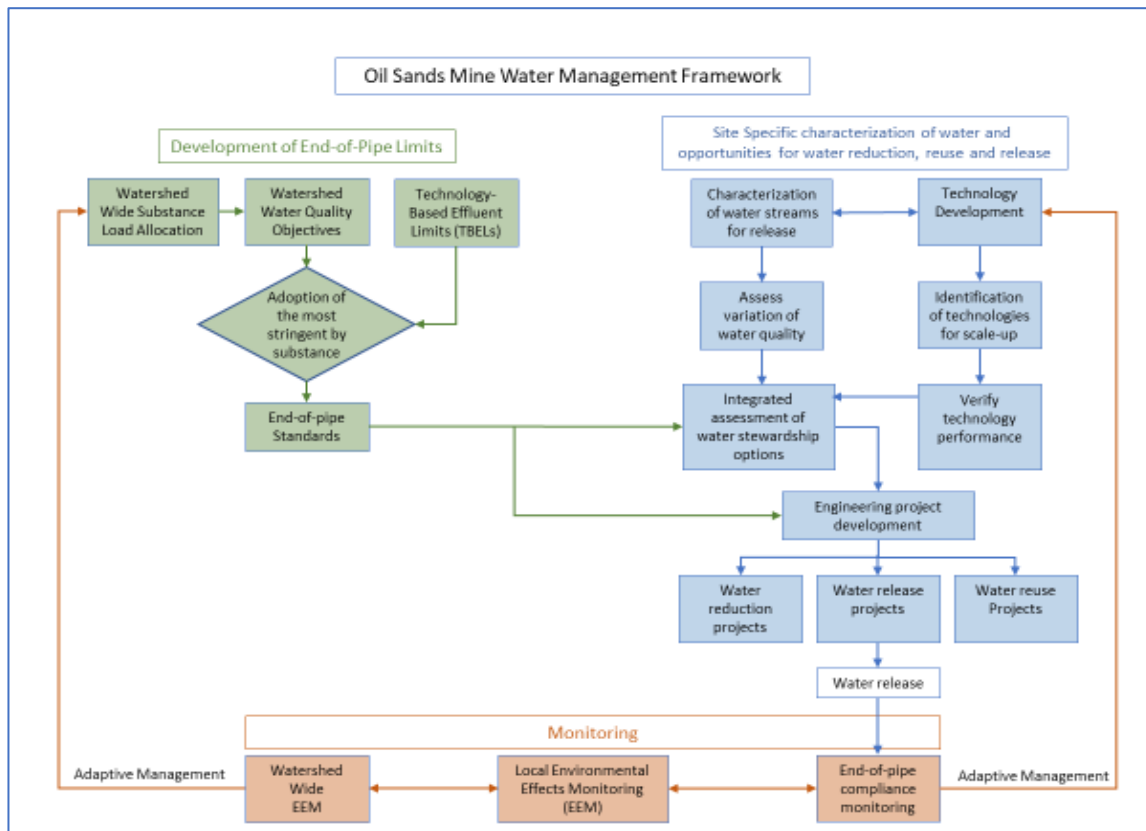 Oil Sands Mine Water Management Framework
Development of End-of-Pipe Limits
Site Specific characterization of water and
opportunities for water reduction, reuse and release
Watershed
Wide Substance
Load Allocation
Watershed
Water Quality
Objectives
Technology-
Based Effluent
Limits (TBELs)
Characterization
of water streams
for release
Technology
Development
Adoption of
the most
stringent by
substance
Assess
variation of
water quality
Identification
of technologies
for scale-up
End-of-pipe
Standards
Integrated
assessment of
water stewardship
options
Verify
technology
performance
Engineering project
development
Water
reduction
projects
Water release
projects
Water reuse
Projects
Water release
Monitoring
Adaptive Management
Watershed
Wide
EEM
Local Environmental
Effects Monitoring
(EEM)
End-of-pipe
compliance
monitoring
Adaptive Management